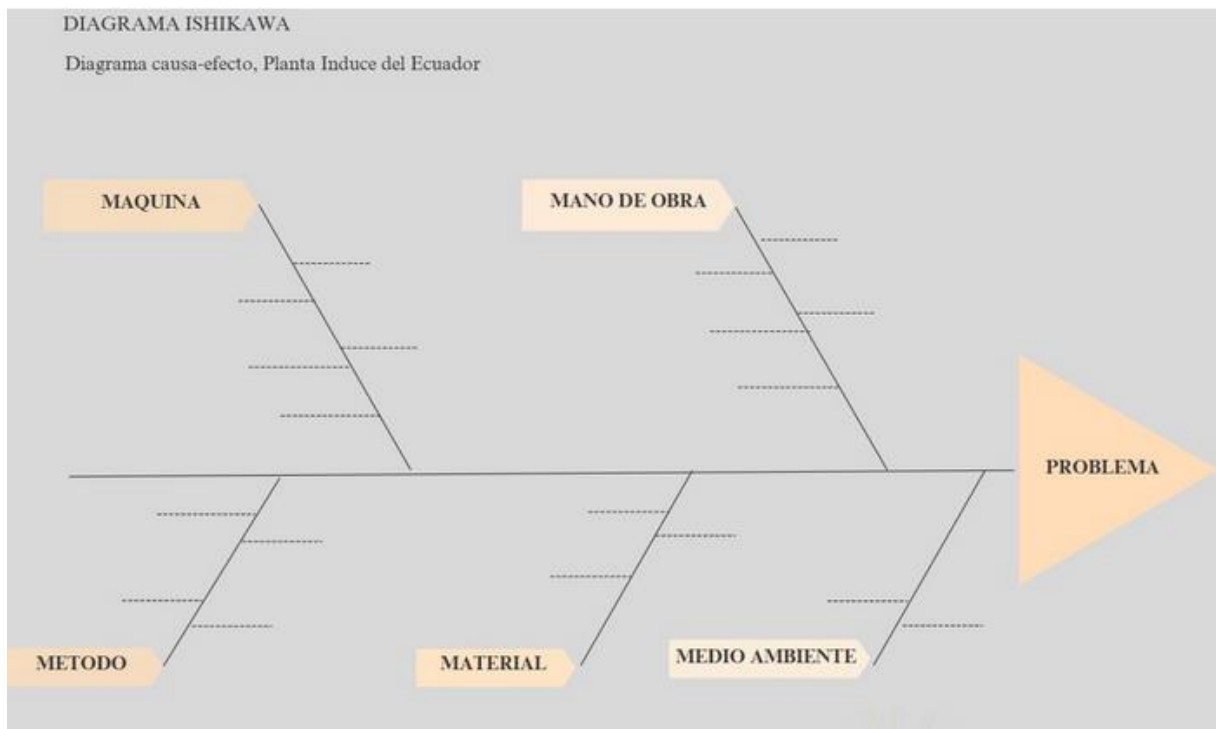 DIAGRAMA ISHIKAWA
Diagrama causa-efecto, Planta Induce del Ecuador
MAQUINA
MANO DE OBRA
PROBLEMA
METODO
MATERIAL
MEDIO AMBIENTE